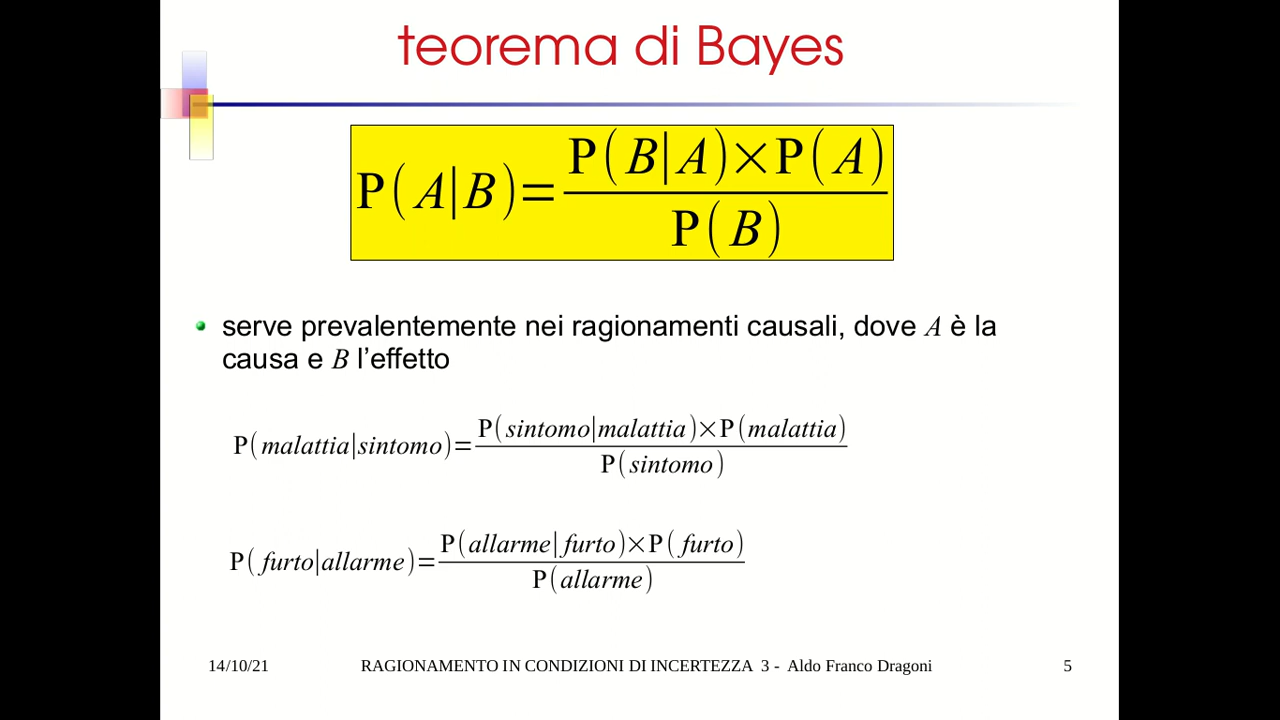 teorema di Bayes
P(A|B)=P(B|A)×P(A)/P(B)
serve prevalentemente nei ragionamenti causali, dove A è la
causa e B l’effetto
P(malattia|sintomo)=P(sintomo|malattia)×P(malattia)/P(sintomo)
P(furto|allarme)=P(allarme|furto)×P(furto)/P(allarme)
14/10/21 RAGIONAMENTO IN CONDIZIONI DI INCERTEZZA 3 - Aldo Franco Dragoni 5